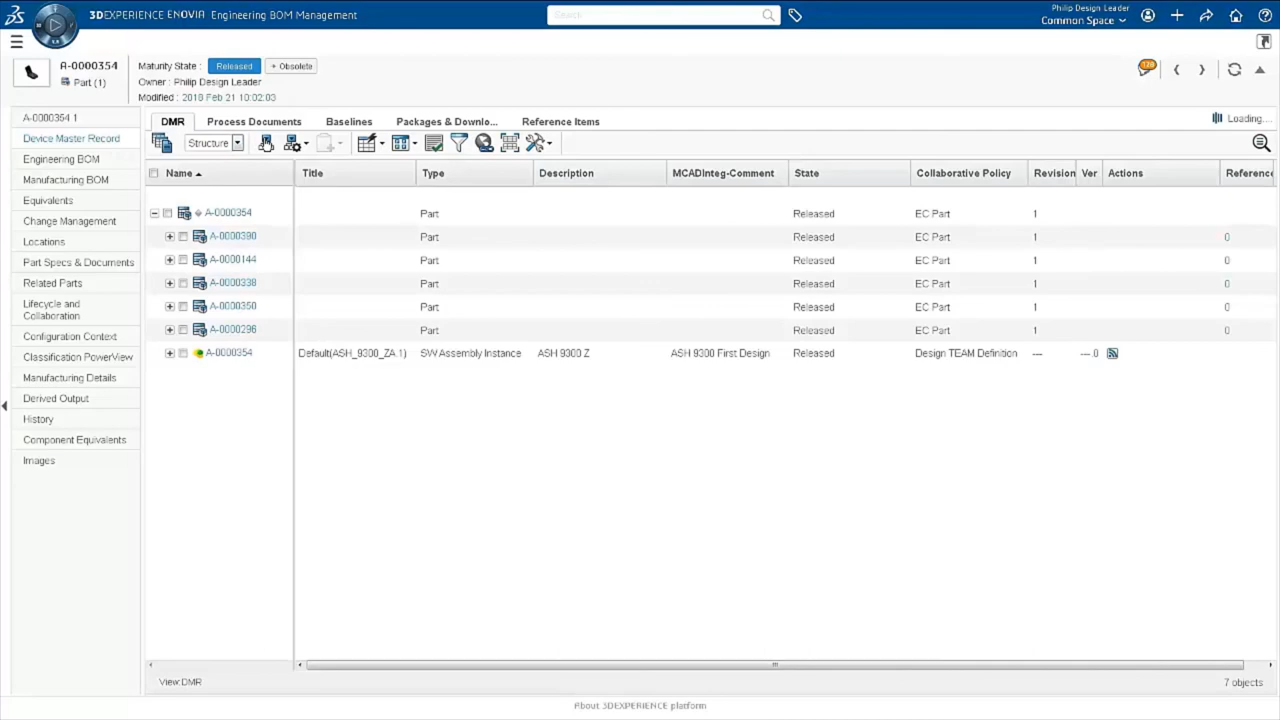 3DEXPERIENCE ENOVIA Engineering BOM Management
Search
Philip Design Leader
Common Space
A-0000354
Part (1)
Maturity State : Released + Obsolete
Owner : Philip Design Leader
Modified : 2018 Feb 21 10:02:03
A-0000354 1
Device Master Record
Engineering BOM
Manufacturing BOM
Equivalents
Change Management
Locations
Part Specs & Documents
Related Parts
Lifecycle and
Collaboration
Configuration Context
Classification PowerView
Manufacturing Details
Derived Output
History
Component Equivalents
Images
DMR Process Documents Baselines Packages & Downlo... Reference Items
Loading....
Structure
Name Title Type Description MCADInteg-Comment State Collaborative Policy Revision Ver Actions Reference
A-0000354 Part Released EC Part 1
A-0000390 Part Released EC Part 1 0
A-0000144 Part Released EC Part 1 0
A-0000338 Part Released EC Part 1 0
A-0000350 Part Released EC Part 1 0
A-0000296 Part Released EC Part 1 0
A-0000354 Default(ASH_9300_ZA.1) SW Assembly Instance ASH 9300 Z ASH 9300 First Design Released Design TEAM Definition --- ---.0
View:DMR
7 objects
About 3DEXPERIENCE platform